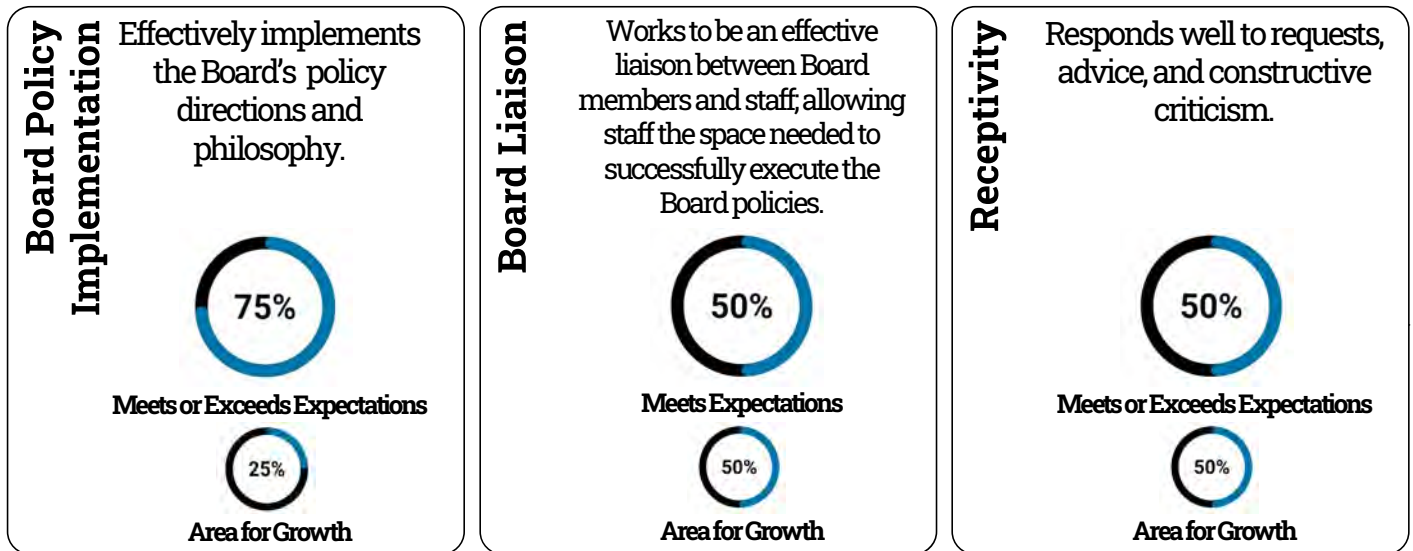 Board Policy
Implementation
Effectively implements
the Board's policy
directions and
philosophy.
75%
Meets or Exceeds Expectations
25%
Area for Growth
Board Liaison
Works to be an effective
liaison between Board
members and staff, allowing
staff the space needed to
successfully execute the
Board policies.
50%
Meets Expectations
50%
Area for Growth
Receptivity
Responds well to requests,
advice, and constructive
criticism.
50%
Meets or Exceeds Expectations
50%
Area for Growth